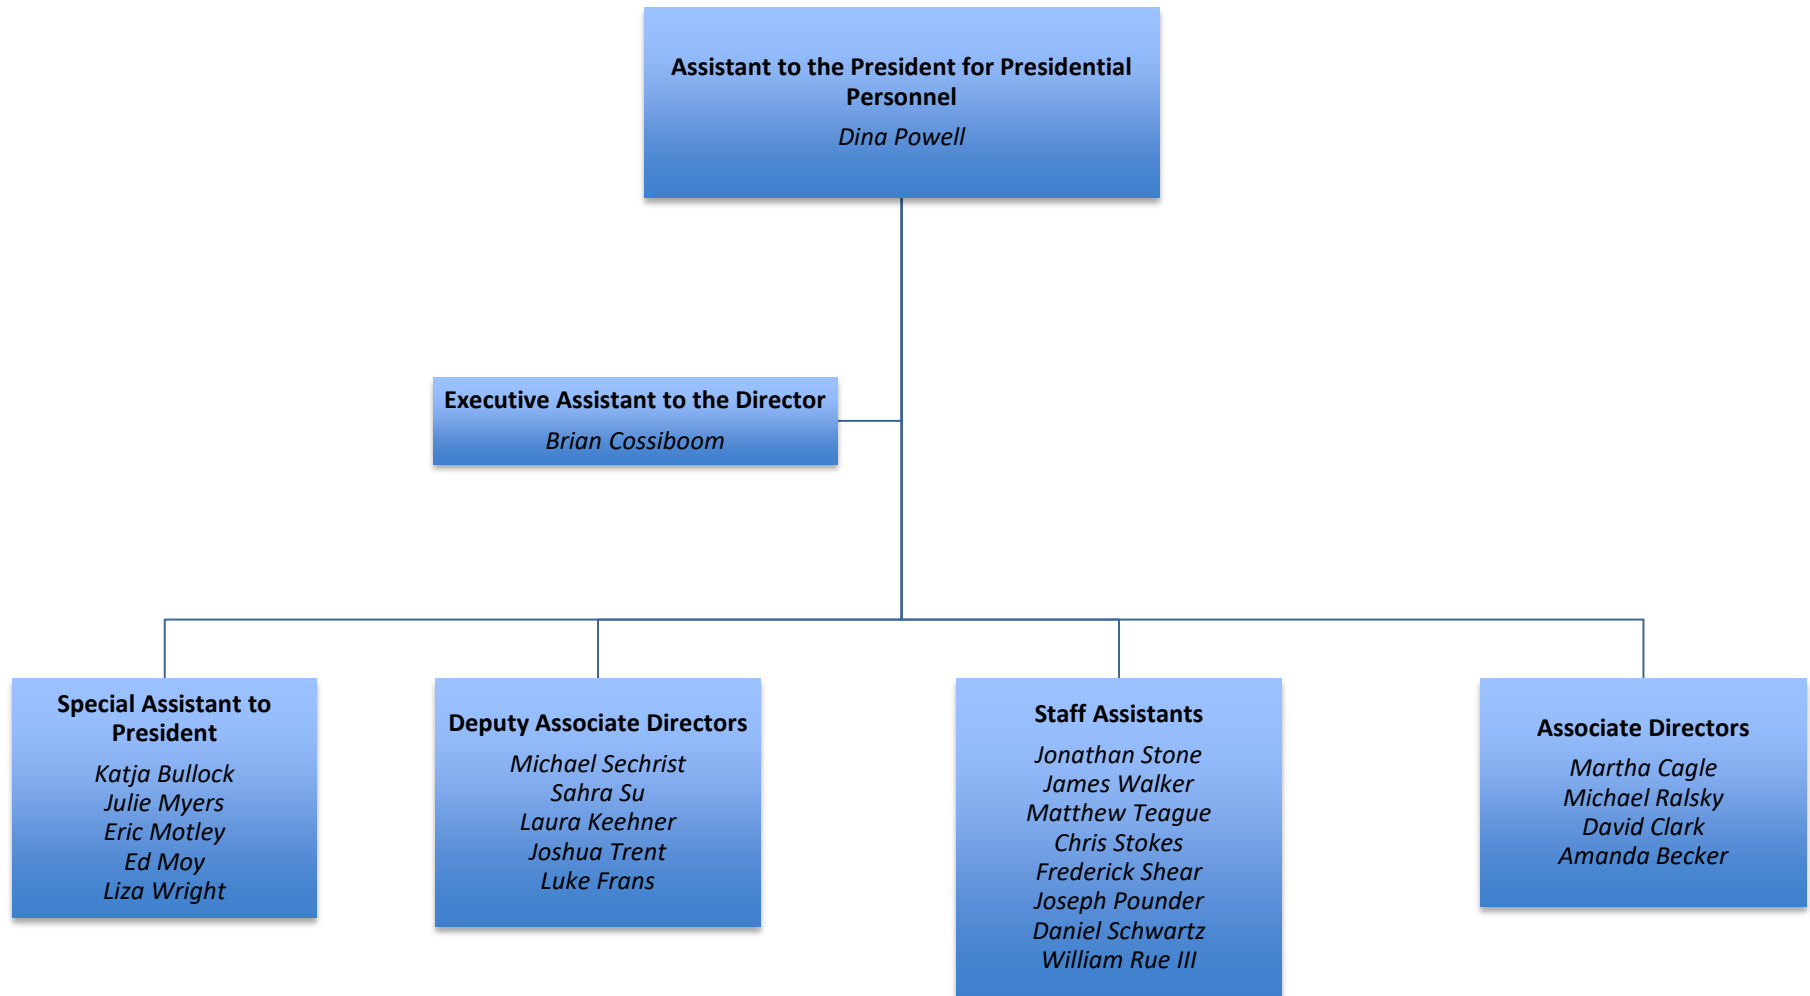 Assistant to the President for Presidential
Personnel
Dina Powell
Executive Assistant to the Director
Brian Cossiboom
Special Assistant to
President
Katja Bullock
Julie Myers
Eric Motley
Ed Moy
Liza Wright
Deputy Associate Directors
Michael Sechrist
Sahra Su
Laura Keehner
Joshua Trent
Luke Frans
Staff Assistants
Jonathan Stone
James Walker
Matthew Teague
Chris Stokes
Frederick Shear
Joseph Pounder
Daniel Schwartz
William Rue III
Associate Directors
Martha Cagle
Michael Ralsky
David Clark
Amanda Becker